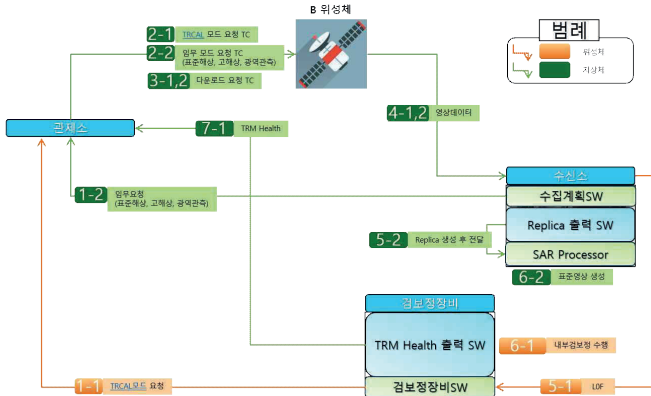 B 위성체
2-1 TRCAL 모드 요청 TC
2-2 임무 모드 요청 TC
(표준해상, 고해상, 광역관측)
3-1,2 다운로드 요청 TC
범례
위성체
지상체
4-1,2 영상데이터
관제소
7-1 TRM Health
1-2 임무요청
(표준해상, 고해상, 광역관측)
수신소
수집계획SW
Replica 출력 SW
5-2 Replica 생성 후 전달
SAR Processor
6-2 표준영상 생성
검보정장비
TRM Health 출력 SW
6-1 내부검보정 수행
1-1 TRCAL모드 요청
검보정장비SW
5-1 L0F